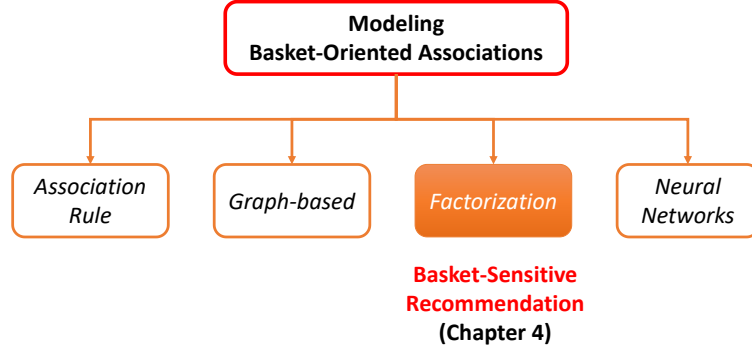 Modeling
Basket-Oriented Associations
Association
Rule
Graph-based
Factorization
Neural
Networks
Basket-Sensitive
Recommendation
(Chapter 4)